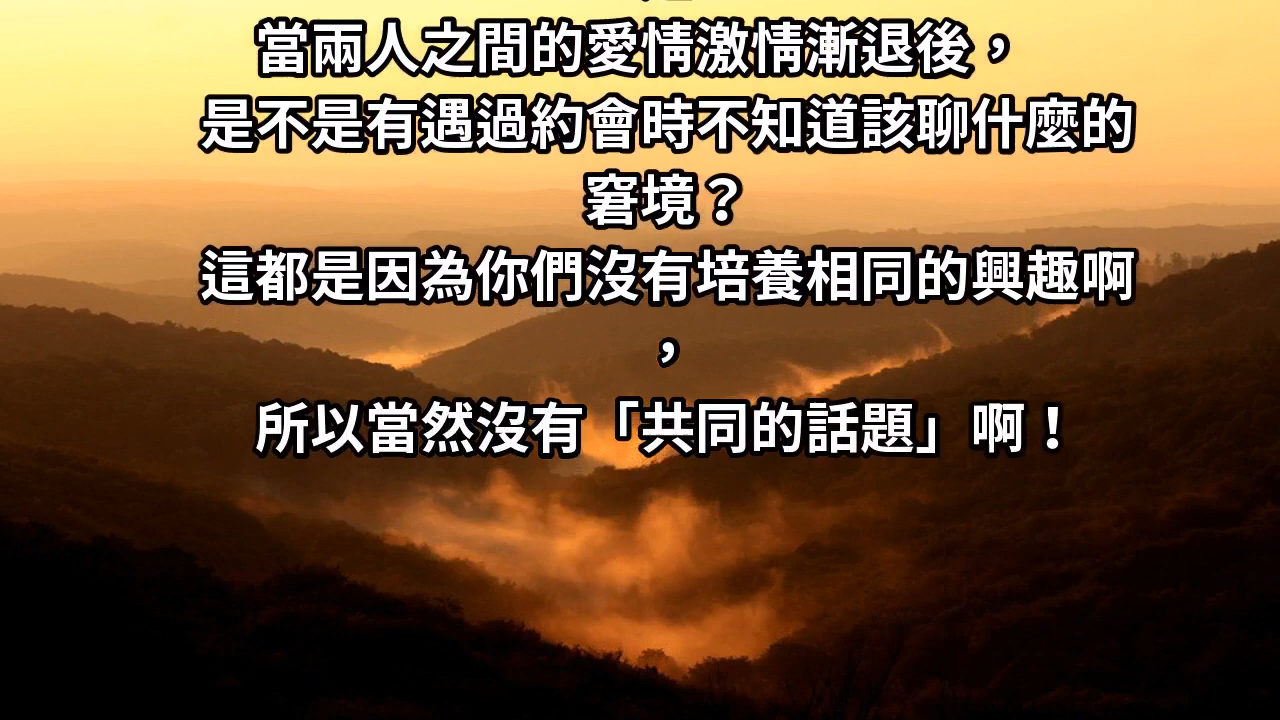 當兩人之間的愛情激情漸退後，
是不是有遇過約會時不知道該聊什麼的
窘境？
這都是因為你們沒有培養相同的興趣啊
，
所以當然沒有「共同的話題」啊！